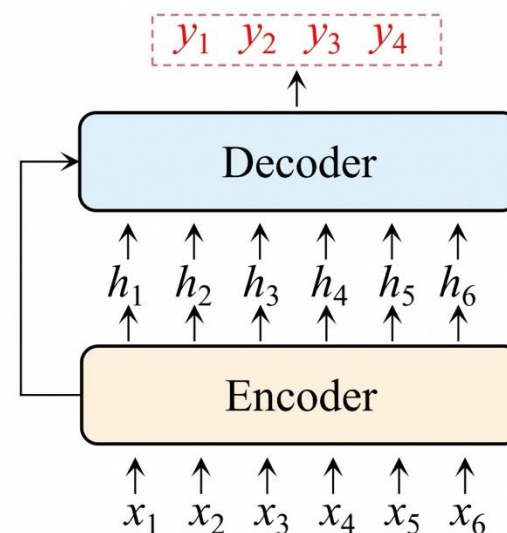 y₁ y₂ y₃ y₄
Decoder
h₁ h₂ h₃ h₄ h₅ h₆
Encoder
x₁ x₂ x₃ x₄ x₅ x₆